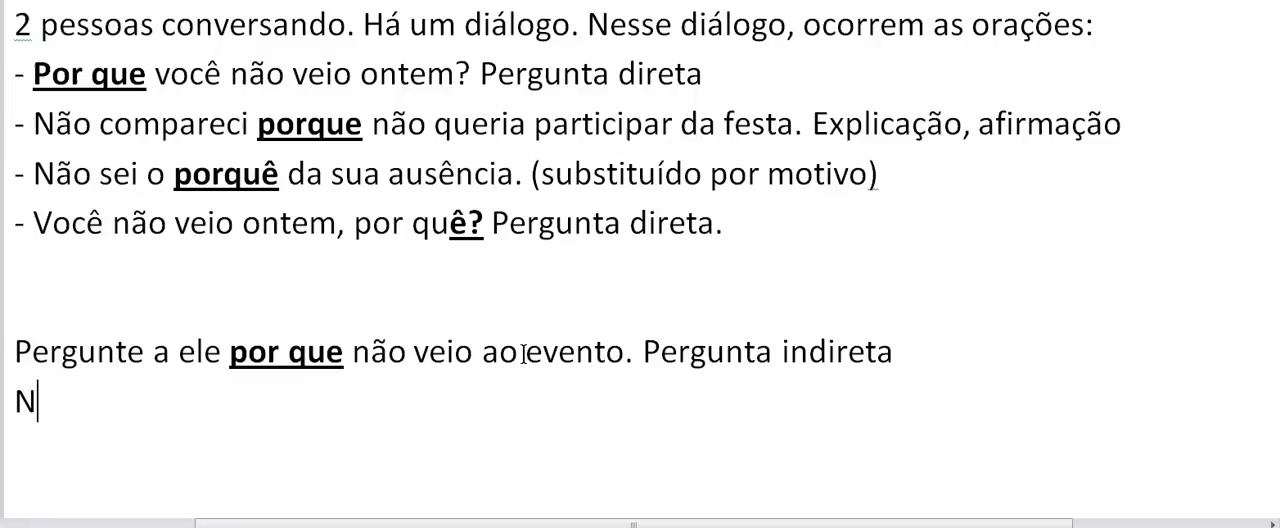 2 pessoas conversando. Há um diálogo. Nesse diálogo, ocorrem as orações:
- Por que você não veio ontem? Pergunta direta
- Não compareci porque não queria participar da festa. Explicação, afirmação
- Não sei o porquê da sua ausência. (substituído por motivo)
- Você não veio ontem, por quê? Pergunta direta.
Pergunte a ele por que não veio ao evento. Pergunta indireta
N